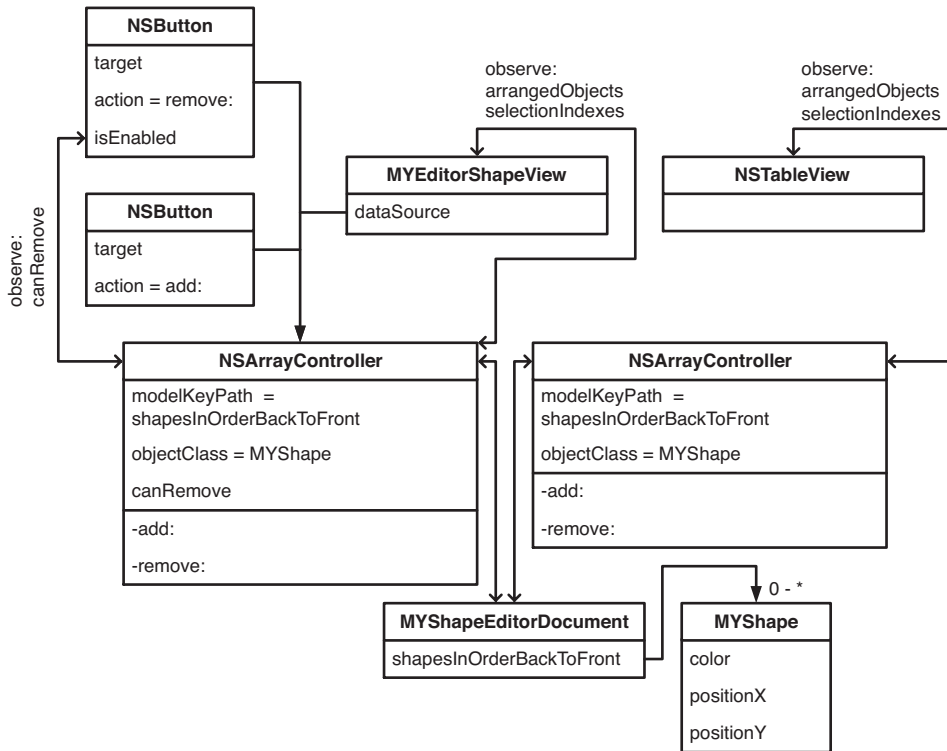 NSButton
target
action = remove:
isEnabled
observe:
arrangedObjects
selectionIndexes
observe:
arrangedObjects
selectionIndexes
MYEditorShapeView
dataSource
NSTableView
NSButton
target
action = add:
observe:
canRemove
NSArrayController
modelKeyPath =
shapesInOrderBackToFront
objectClass = MYShape
canRemove
-add:
-remove:
NSArrayController
modelKeyPath =
shapesInOrderBackToFront
objectClass = MYShape
-add:
-remove:
0 - *
MYShapeEditorDocument
shapesInOrderBackToFront
MYShape
color
positionX
positionY